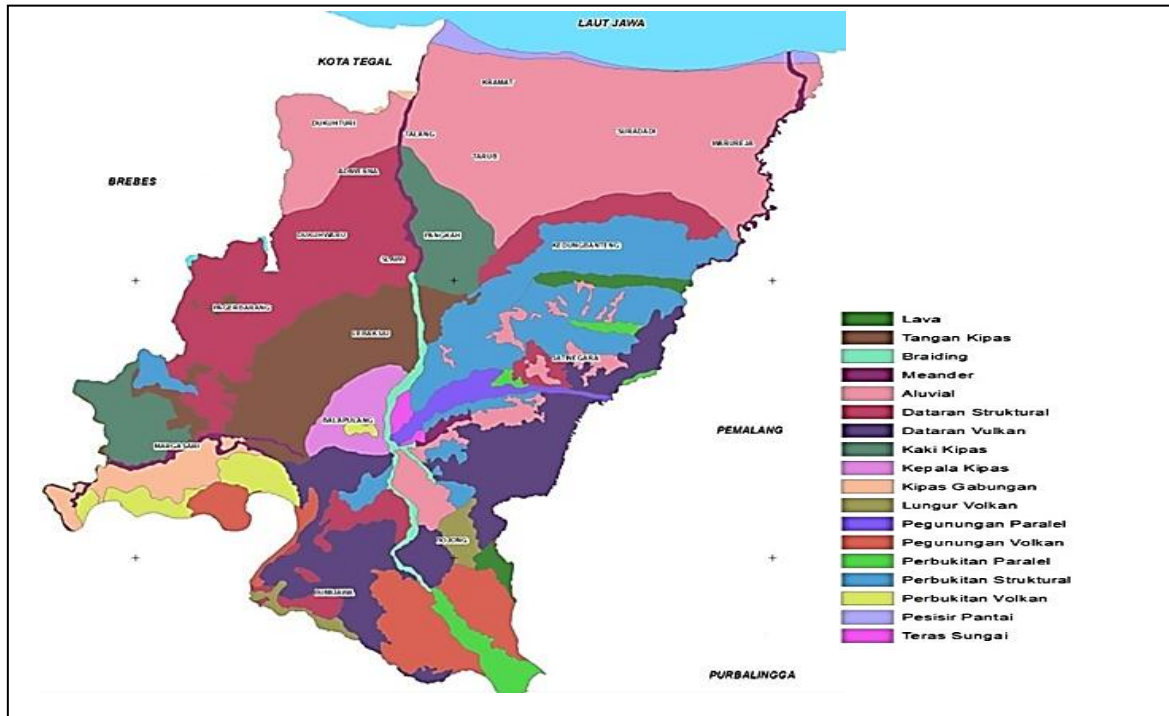 LAUT JAWA
KOTA TEGAL
KRAMAT
DUKUHTURI
TALANG
SURADADI
WARUREJA
TARUB
ADIWERNA
BREBES
DUKUHWARU
PANGKAH
KEDUNGBANTENG
SLAWI
PAGERBARANG
LEBAKSIU
JATINEGARA
BALAPULANG
MARGASARI
PEMALANG
BOJONG
BUMIJAWA
PURBALINGGA
Lava
Tangan Kipas
Braiding
Meander
Aluvial
Dataran Struktural
Dataran Vulkan
Kaki Kipas
Kepala Kipas
Kipas Gabungan
Lungur Volkan
Pegunungan Paralel
Pegunungan Volkan
Perbukitan Paralel
Perbukitan Struktural
Perbukitan Volkan
Pesisir Pantai
Teras Sungai